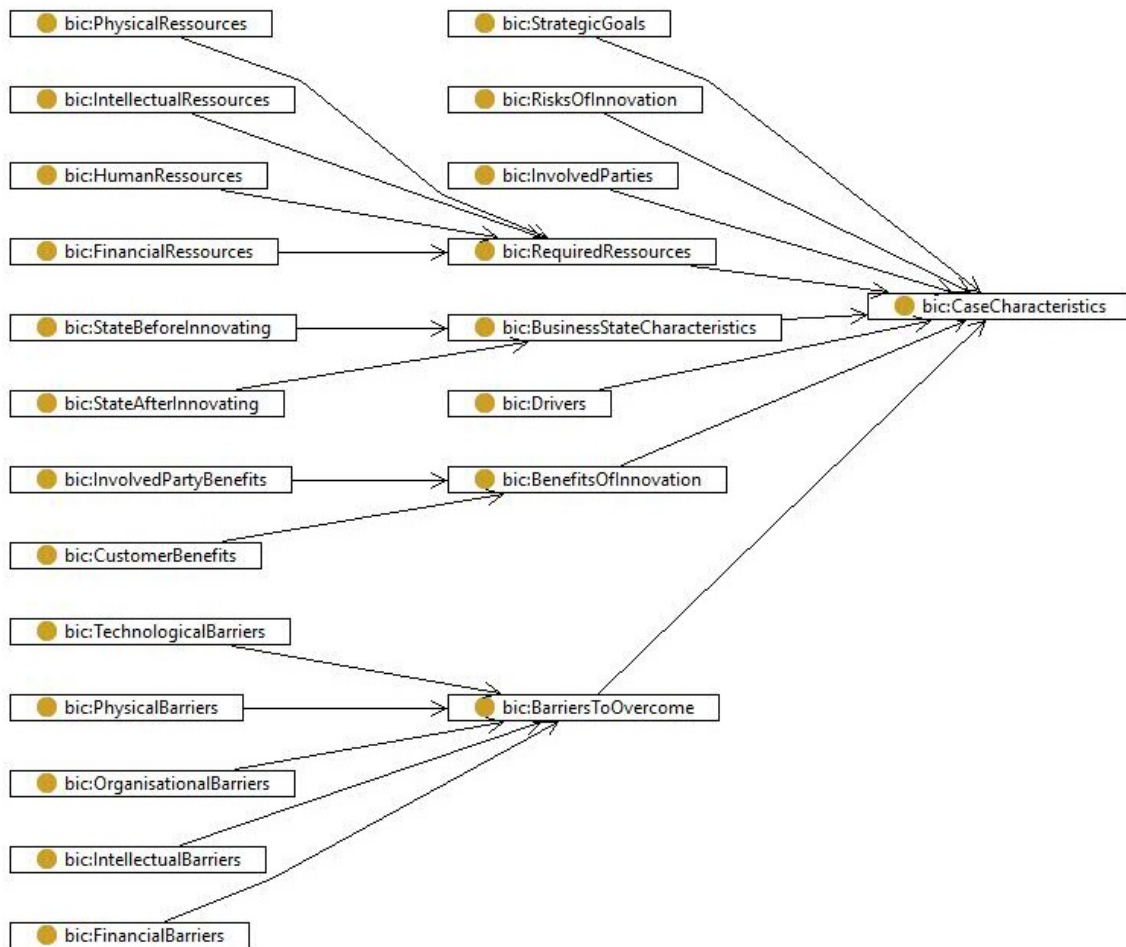 bic:PhysicalRessources
bic:StrategicGoals
bic:IntellectualRessources
bic:RisksOfInnovation
bic:HumanRessources
bic:InvolvedParties
bic:FinancialRessources
bic:RequiredRessources
bic:CaseCharacteristics
bic:StateBeforeInnovating
bic:BusinessStateCharacteristics
bic:StateAfterInnovating
bic:Drivers
bic:InvolvedPartyBenefits
bic:BenefitsOfInnovation
bic:CustomerBenefits
bic:TechnologicalBarriers
bic:PhysicalBarriers
bic:BarriersToOvercome
bic:OrganisationalBarriers
bic:IntellectualBarriers
bic:FinancialBarriers